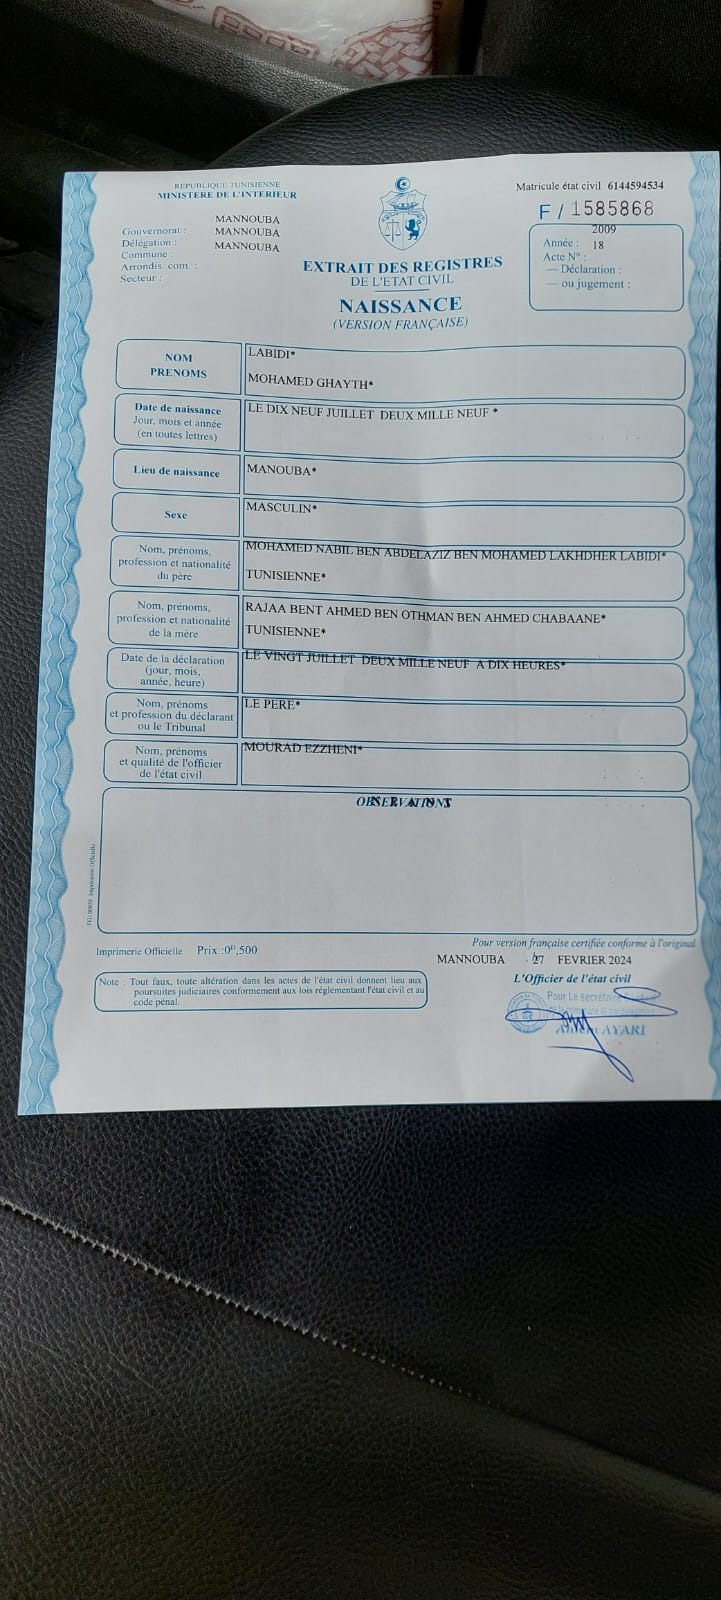 REPUBLIQUE TUNISIENNE
MINISTERE DE L'INTERIEUR
Gouvernorat : MANNOUBA
Délégation : MANNOUBA
Commune : MANNOUBA
Arrondis. com. :
Secteur :
Matricule état civil 6144594534
F / 1585868
Année : 2009
Acte N° : 18
— Déclaration :
— ou jugement :
EXTRAIT DES REGISTRES
DE L'ETAT CIVIL
NAISSANCE
(VERSION FRANÇAISE)
NOM
PRENOMS
LABIDI*
MOHAMED GHAYTH*
Date de naissance
Jour, mois et année
(en toutes lettres)
LE DIX NEUF JUILLET DEUX MILLE NEUF *
Lieu de naissance
MANOUBA*
Sexe
MASCULIN*
Nom, prénoms,
profession et nationalité
du père
MOHAMED NABIL BEN ABDELAZIZ BEN MOHAMED LAKHDHER LABIDI*
TUNISIENNE*
Nom, prénoms,
profession et nationalité
de la mère
RAJAA BENT AHMED BEN OTHMAN BEN AHMED CHABAANE*
TUNISIENNE*
Date de la déclaration
(jour, mois,
année, heure)
LE VINGT JUILLET DEUX MILLE NEUF A DIX HEURES*
Nom, prénoms
et profession du déclarant
ou le Tribunal
LE PERE*
Nom, prénoms
et qualité de l'officier
de l'état civil
MOURAD EZZHENI*
OBSERVATIONS
Imprimerie Officielle Prix :0ᴰ,500
Note : Tout faux, toute altération dans les actes de l'état civil donnent lieu aux
poursuites judiciaires conformement aux lois réglementant l'état civil et au
code pénal.
Pour version française certifiée conforme à l'original
MANNOUBA 27 FEVRIER 2024
L'Officier de l'état civil
Pour Le secrétaire
AYARI